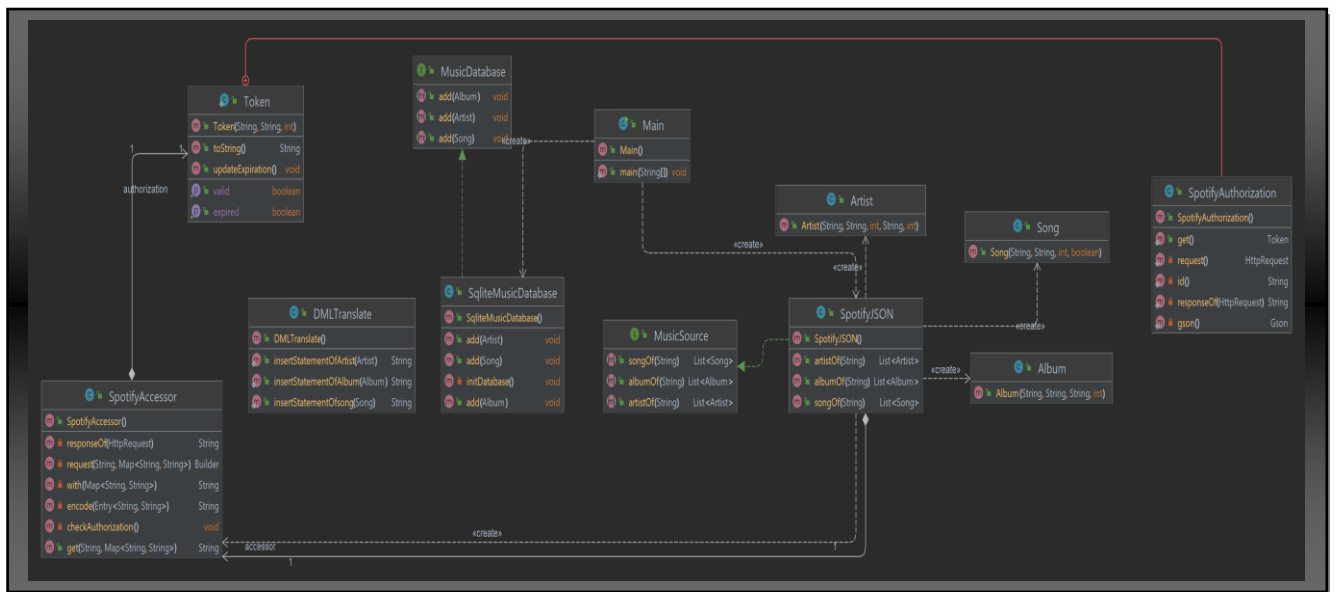 MusicDatabase
add(Album) void
add(Artist) void
add(Song) void
Token
Token(String, String, int)
toString() String
updateExpiration() void
valid boolean
expired boolean
1
1
authorization
«create»
Main
Main()
main(String[]) void
Artist
Artist(String, String, int, String, int)
Song
Song(String, String, int, boolean)
SpotifyAuthorization
SpotifyAuthorization()
get() Token
request() HttpRequest
id() String
responseOf(HttpRequest) String
gson() Gson
«create»
«create»
«create»
«create»
DMLTranslate
DMLTranslate()
insertStatementOfArtist(Artist) String
insertStatementOfAlbum(Album) String
insertStatementOfsong(Song) String
SqliteMusicDatabase
SqliteMusicDatabase()
add(Artist) void
add(Song) void
initDatabase() void
add(Album) void
MusicSource
songOf(String) List<Song>
albumOf(String) List<Album>
artistOf(String) List<Artist>
SpotifyJSON
SpotifyJSON()
artistOf(String) List<Artist>
albumOf(String) List<Album>
songOf(String) List<Song>
Album
Album(String, String, String, int)
SpotifyAccessor
SpotifyAccessor()
responseOf(HttpRequest) String
request(String, Map<String, String>) Builder
with(Map<String, String>) String
encode(Entry<String, String>) String
checkAuthorization() void
get(String, Map<String, String>) String
«create»
accessor
1
1